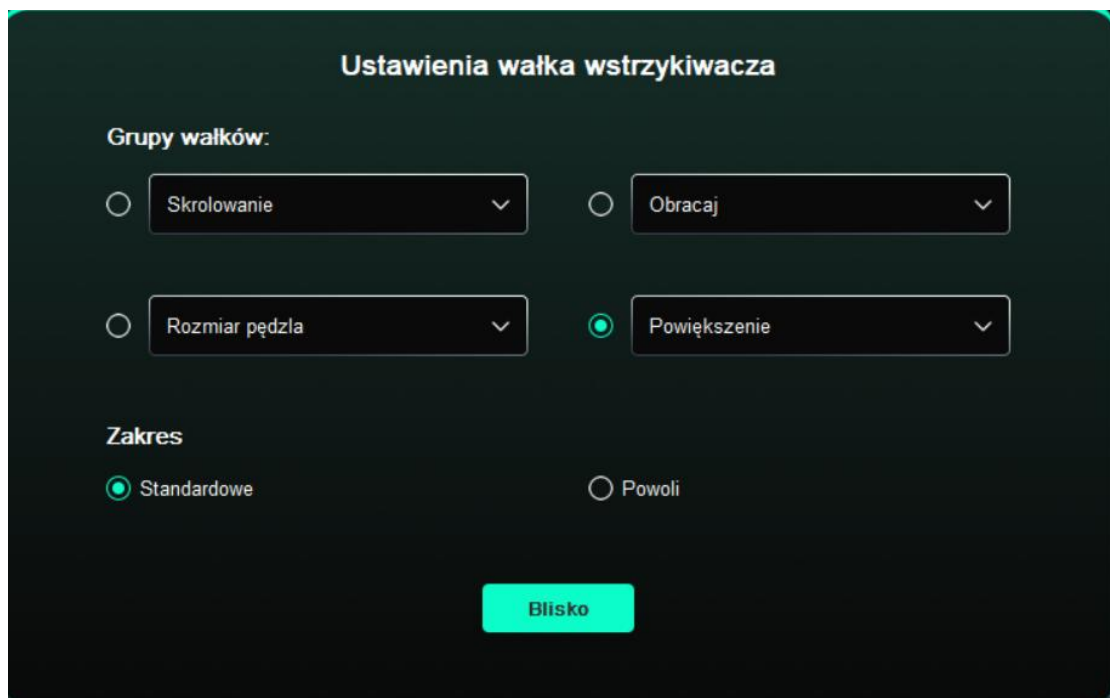 Ustawienia wałka wstrzykiwacza
Grupy wałków:
Skrolowanie
Obracaj
Rozmiar pędzla
Powiększenie
Zakres
Standardowe
Powoli
Blisko